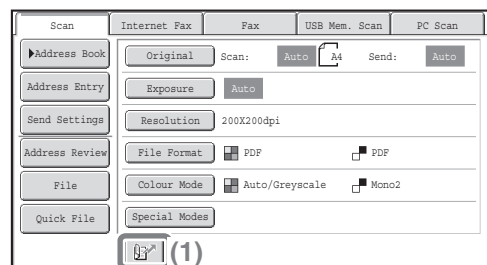 Scan Internet Fax Fax USB Mem. Scan PC Scan
Address Book Original Scan: Auto A4 Send: Auto
Address Entry Exposure Auto
Send Settings Resolution 200X200dpi
Address Review File Format PDF PDF
File Colour Mode Auto/Greyscale Mono2
Quick File Special Modes
(1)